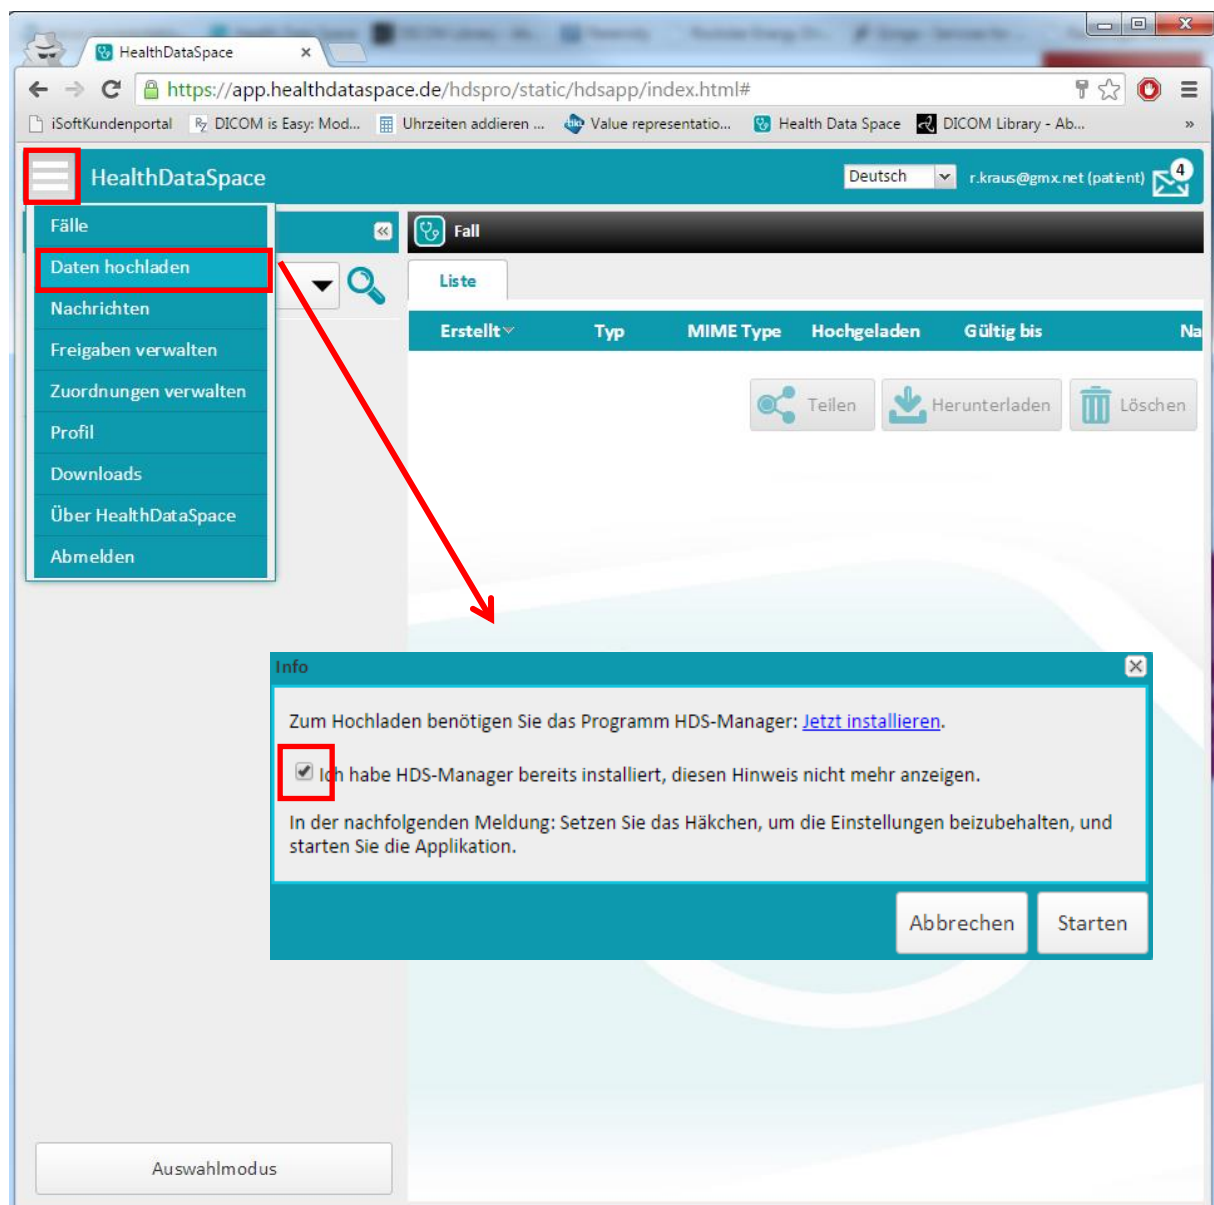 HealthDataSpace
https://app.healthdataspace.de/hdspro/static/hdsapp/index.html#
iSoftKundenportal DICOM is Easy: Mod... Uhrzeiten addieren ... Value representatio... Health Data Space DICOM Library - Ab... »
HealthDataSpace Deutsch r.kraus@gmx.net (patient) 4
Fälle
Daten hochladen
Nachrichten
Freigaben verwalten
Zuordnungen verwalten
Profil
Downloads
Über HealthDataSpace
Abmelden
Fall
Liste
Erstellt Typ MIME Type Hochgeladen Gültig bis Na
Teilen Herunterladen Löschen
Info
Zum Hochladen benötigen Sie das Programm HDS-Manager: Jetzt installieren.
Ich habe HDS-Manager bereits installiert, diesen Hinweis nicht mehr anzeigen.
In der nachfolgenden Meldung: Setzen Sie das Häkchen, um die Einstellungen beizubehalten, und
starten Sie die Applikation.
Abbrechen Starten
Auswahlmodus